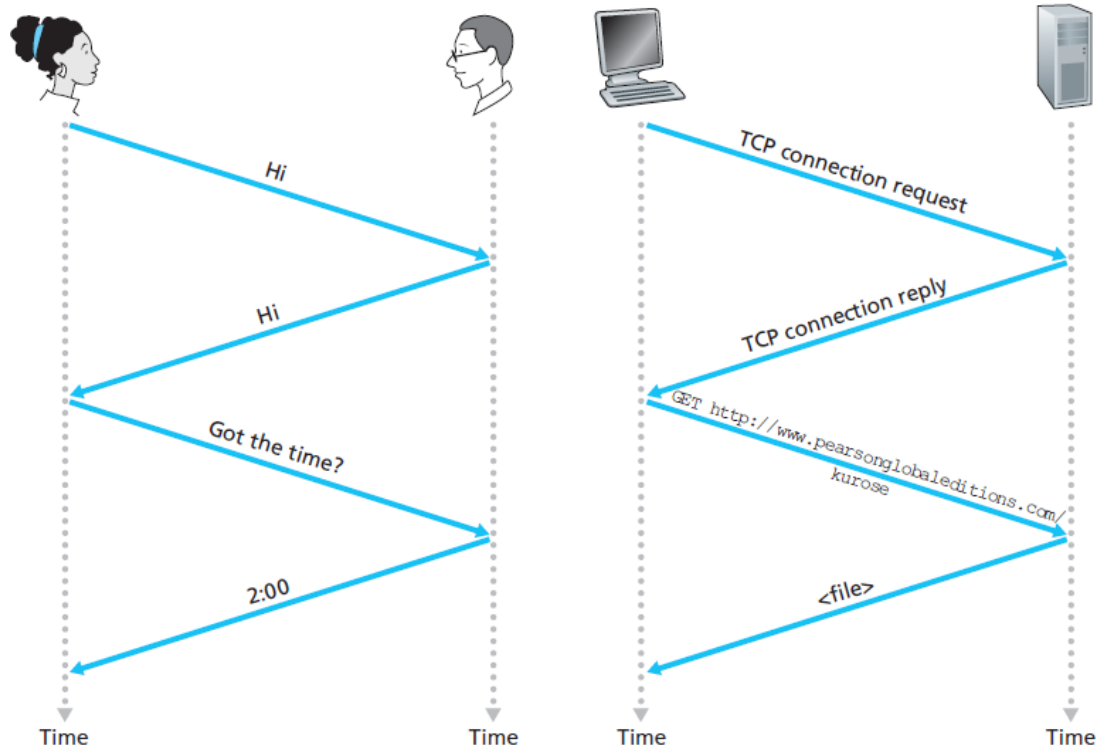 Hi
Hi
Got the time?
2:00
Time
Time
TCP connection request
TCP connection reply
GET http://www.pearsonglobaleditions.com/
kurose
<file>
Time
Time